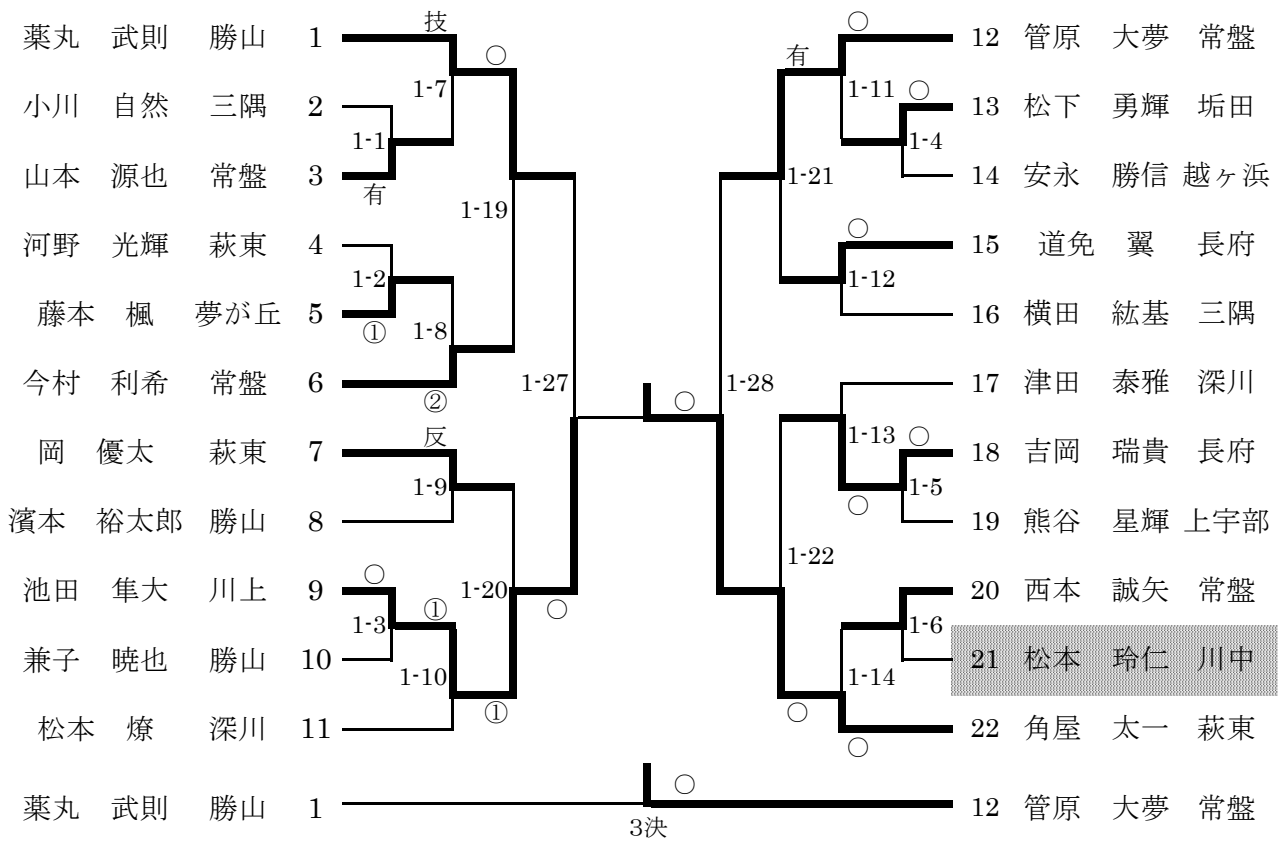 薬丸 武則 勝山 1
小川 自然 三隅 2
山本 源也 常盤 3
河野 光輝 萩東 4
藤本 楓 夢が丘 5
今村 利希 常盤 6
岡 優太 萩東 7
濱本 裕太郎 勝山 8
池田 隼大 川上 9
兼子 暁也 勝山 10
松本 燎 深川 11
技
○
1-7
1-1
有
1-19
1-2
①
1-8
②
1-27
反
1-9
1-20
○
○
①
1-3
1-10
①
○
有
○
1-11
○
1-4
1-21
○
1-12
1-28
1-13
○
1-5
○
1-22
1-6
1-14
○
○
12 管原 大夢 常盤
13 松下 勇輝 垢田
14 安永 勝信 越ヶ浜
15 道免 翼 長府
16 横田 紘基 三隅
17 津田 泰雅 深川
18 吉岡 瑞貴 長府
19 熊谷 星輝 上宇部
20 西本 誠矢 常盤
21 松本 玲仁 川中
22 角屋 太一 萩東
薬丸 武則 勝山 1
○
3決
12 管原 大夢 常盤